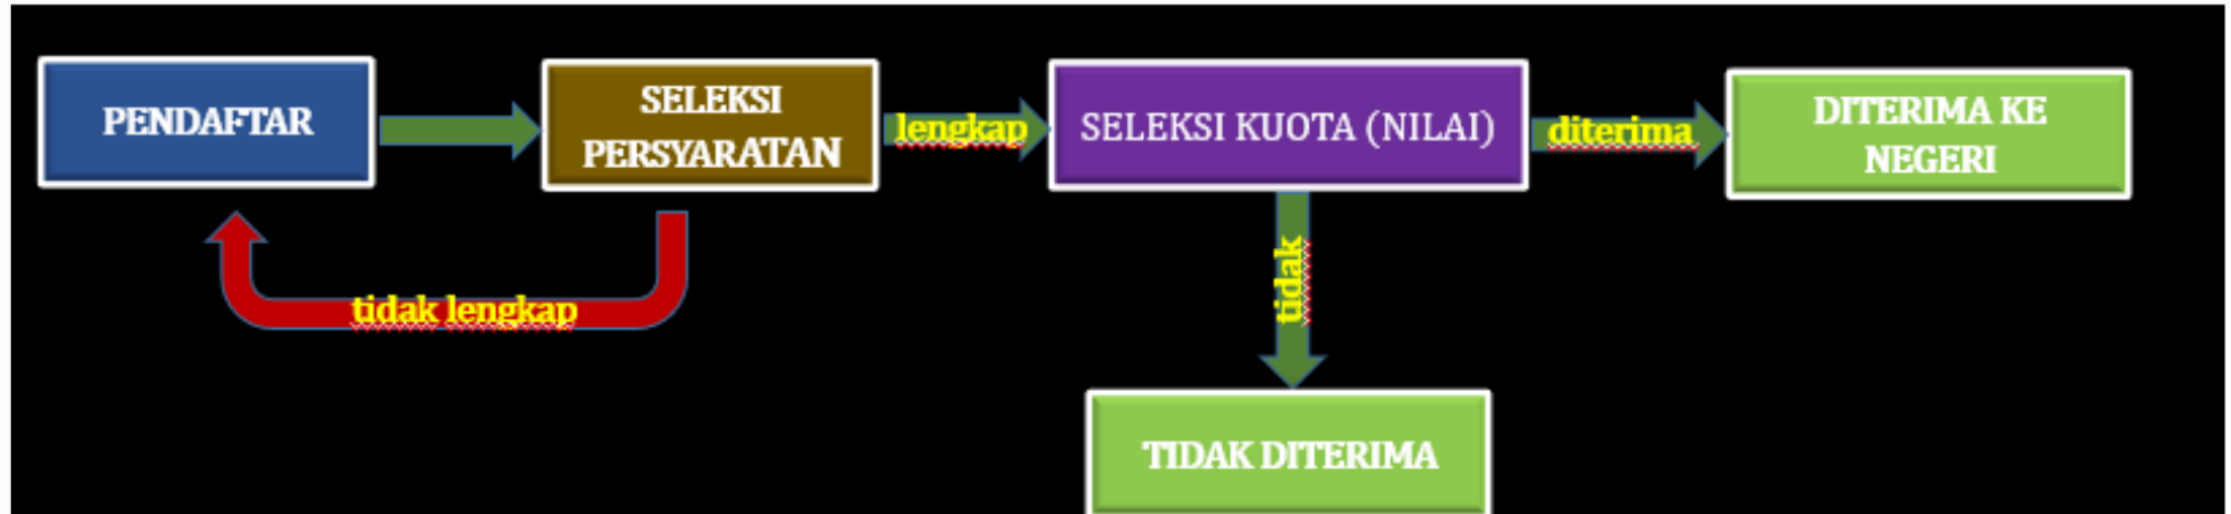 PENDAFTAR
SELEKSI
PERSYARATAN
lengkap
SELEKSI KUOTA (NILAI)
diterima
DITERIMA KE
NEGERI
tidak lengkap
tidak
TIDAK DITERIMA